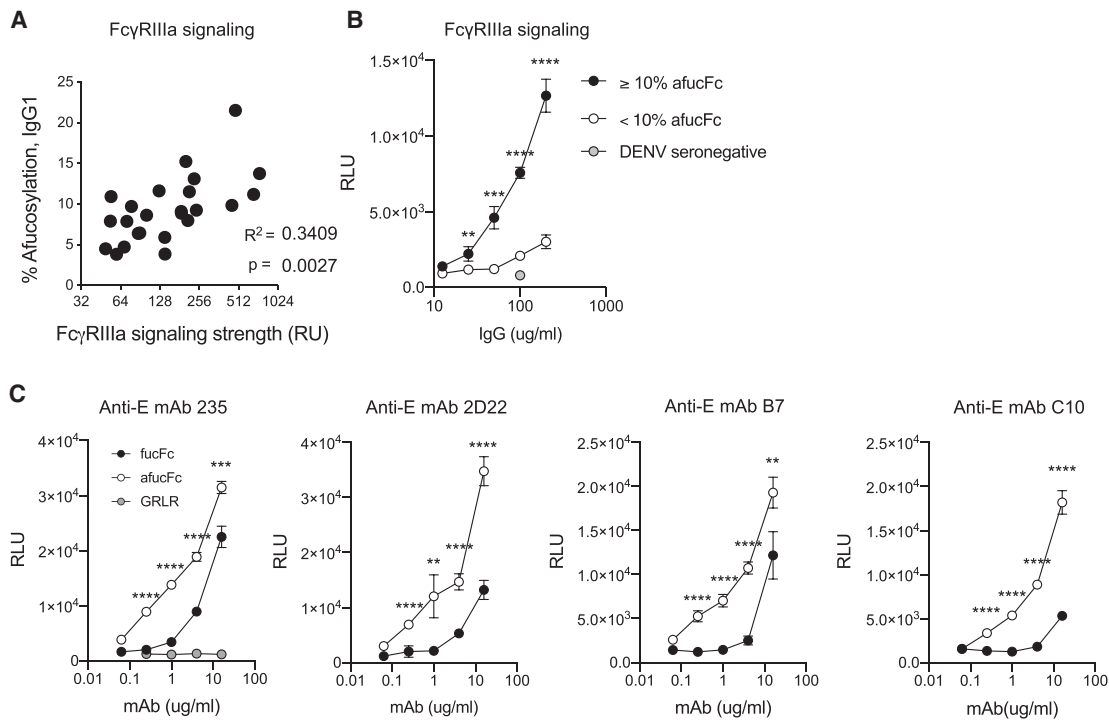 A
FcγRIIIa signaling
% Afucosylation, IgG1
25
20
15
10
5
0
32 64 128 256 512 1024
R² = 0.3409
p = 0.0027
FcγRIIIa signaling strength (RU)
B
FcγRIIIa signaling
RLU
1.5×10⁴
1.0×10⁴
5.0×10³
0.0
10 100 1000
IgG (ug/ml)
** *** **** ****
≥ 10% afucFc
< 10% afucFc
DENV seronegative
C
Anti-E mAb 235
RLU
4×10⁴
3×10⁴
2×10⁴
1×10⁴
0
0.01 0.1 1 10 100
mAb (ug/ml)
fucFc
afucFc
GRLR
**** **** **** ***
Anti-E mAb 2D22
RLU
4×10⁴
3×10⁴
2×10⁴
1×10⁴
0
0.01 0.1 1 10 100
mAb (ug/ml)
**** ** **** ****
Anti-E mAb B7
RLU
2.5×10⁴
2.0×10⁴
1.5×10⁴
1.0×10⁴
5.0×10³
0.0
0.01 0.1 1 10 100
mAb (ug/ml)
**** **** **** **
Anti-E mAb C10
RLU
2.5×10⁴
2.0×10⁴
1.5×10⁴
1.0×10⁴
5.0×10³
0.0
0.01 0.1 1 10 100
mAb(ug/ml)
**** **** **** ****